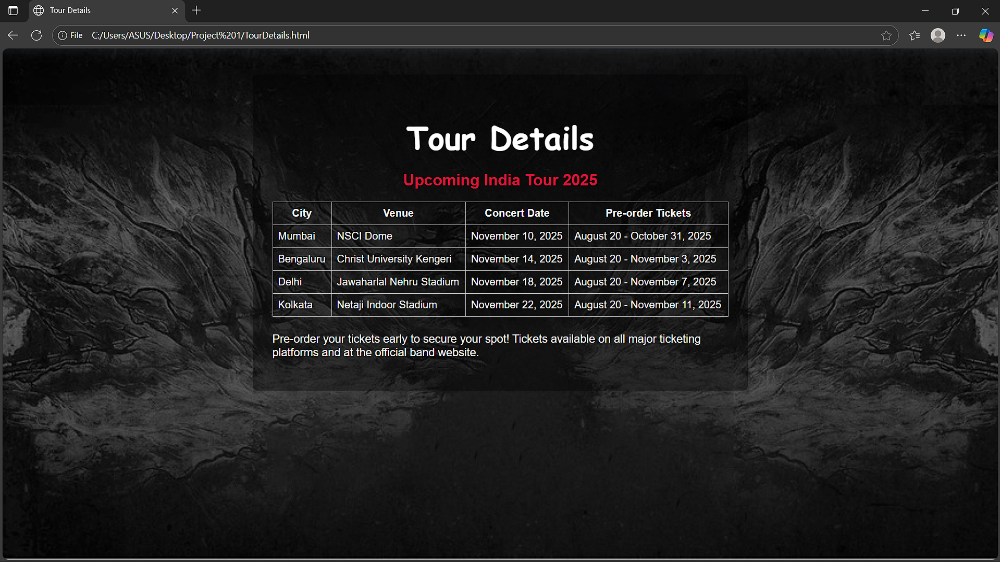 Tour Details
File C:/Users/ASUS/Desktop/Project%201/TourDetails.html
Tour Details
Upcoming India Tour 2025
City Venue Concert Date Pre-order Tickets
Mumbai NSCI Dome November 10, 2025 August 20 - October 31, 2025
Bengaluru Christ University Kengeri November 14, 2025 August 20 - November 3, 2025
Delhi Jawaharlal Nehru Stadium November 18, 2025 August 20 - November 7, 2025
Kolkata Netaji Indoor Stadium November 22, 2025 August 20 - November 11, 2025
Pre-order your tickets early to secure your spot! Tickets available on all major ticketing
platforms and at the official band website.